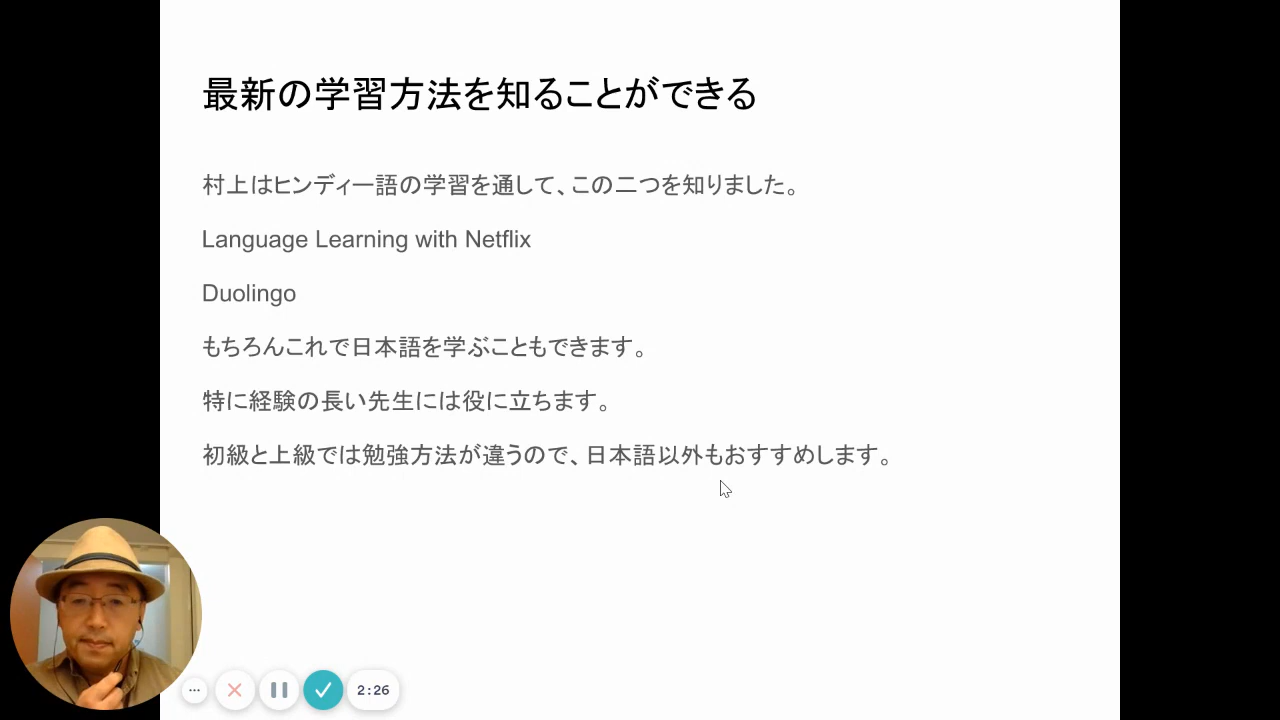 最新の学習方法を知ることができる
村上はヒンディー語の学習を通して、この二つを知りました。
Language Learning with Netflix
Duolingo
もちろんこれで日本語を学ぶこともできます。
特に経験の長い先生には役に立ちます。
初級と上級では勉強方法が違うので、日本語以外もおすすめします。
2:26